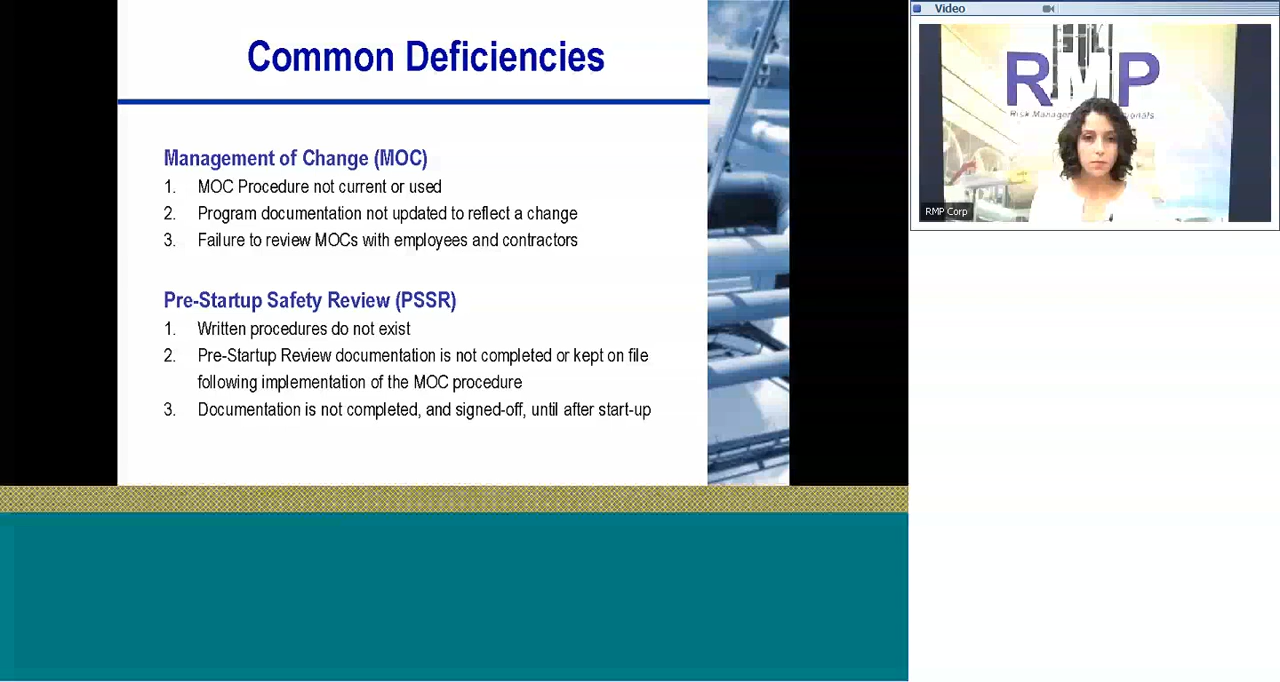 Common Deficiencies
Management of Change (MOC)
1. MOC Procedure not current or used
2. Program documentation not updated to reflect a change
3. Failure to review MOCs with employees and contractors
Pre-Startup Safety Review (PSSR)
1. Written procedures do not exist
2. Pre-Startup Review documentation is not completed or kept on file
following implementation of the MOC procedure
3. Documentation is not completed, and signed-off, until after start-up
Video
RMP
Risk
RMP Corp